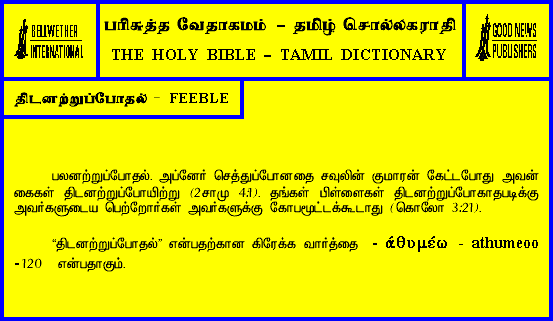 BELLWETHER
INTERNATIONAL
பரிசுத்த வேதாகமம் – தமிழ் சொல்லகராதி
THE HOLY BIBLE – TAMIL DICTIONARY
GOOD NEWS
PUBLISHERS
திடனற்றுப்போதல் – FEEBLE
பலனற்றுப்போதல். அப்னேர் செத்துப்போனதை சவுலின் குமாரன் கேட்டபோது அவன்
கைகள் திடனற்றுப்போயிற்று (2சாமு 4:1). தங்கள் பிள்ளைகள் திடனற்றுப்போகாதபடிக்கு
அவர்களுடைய பெற்றோர்கள் அவர்களுக்கு கோபமூட்டக்கூடாது (கொலோ 3:21).
“திடனற்றுப்போதல்” என்பதற்கான கிரேக்க வார்த்தை - ἀθυμέω - athumeoo
-120 என்பதாகும்.